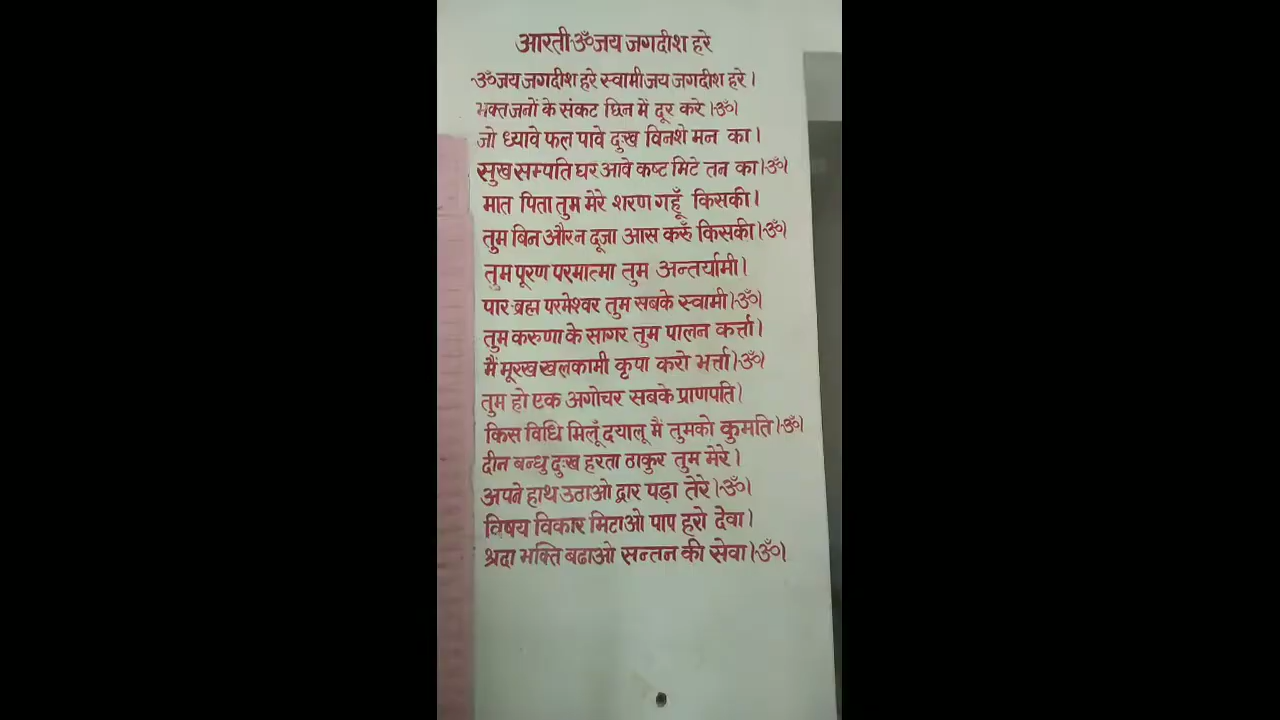 आरती ॐ जय जगदीश हरे
ॐ जय जगदीश हरे स्वामी जय जगदीश हरे।
भक्त जनों के संकट छिन में दूर करे।ॐ।
जो ध्यावे फल पावे दुःख विनशे मन का।
सुख सम्पति घर आवे कष्ट मिटे तन का।ॐ।
मात पिता तुम मेरे शरण गहूँ किसकी।
तुम बिन और न दूजा आस करूँ किसकी।ॐ।
तुम पूरण परमात्मा तुम अन्तर्यामी।
पार ब्रह्म परमेश्वर तुम सबके स्वामी।ॐ।
तुम करुणा के सागर तुम पालन कर्त्ता।
मैं मूरख खलकामी कृपा करो भर्त्ता।ॐ।
तुम हो एक अगोचर सबके प्राणपति।
किस विधि मिलूँ दयालू मैं तुमको कुमति।ॐ।
दीन बन्धु दुःख हरता ठाकुर तुम मेरे।
अपने हाथ उठाओ द्वार पड़ा तेरे।ॐ।
विषय विकार मिटाओ पाप हरो देवा।
श्रदा भक्ति बढाओ सन्तन की सेवा।ॐ।